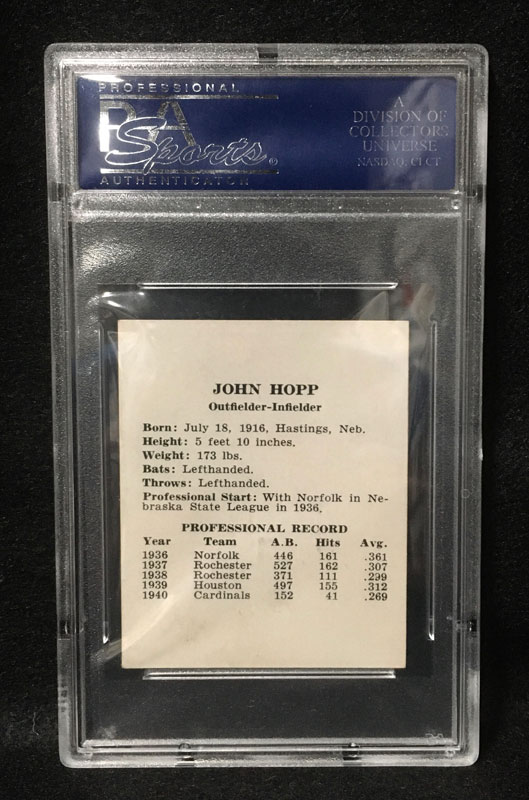 PROFESSIONAL
PSA
Sports
AUTHENTICATOR
A
DIVISION OF
COLLECTORS
UNIVERSE
NASDAQ: CLCT
JOHN HOPP
Outfielder-Infielder
Born: July 18, 1916, Hastings, Neb.
Height: 5 feet 10 inches.
Weight: 173 lbs.
Bats: Lefthanded.
Throws: Lefthanded.
Professional Start: With Norfolk in Ne-
braska State League in 1936.
PROFESSIONAL RECORD
Year Team A.B. Hits Avg.
1936 Norfolk 446 161 .361
1937 Rochester 527 162 .307
1938 Rochester 371 111 .299
1939 Houston 497 155 .312
1940 Cardinals 152 41 .269